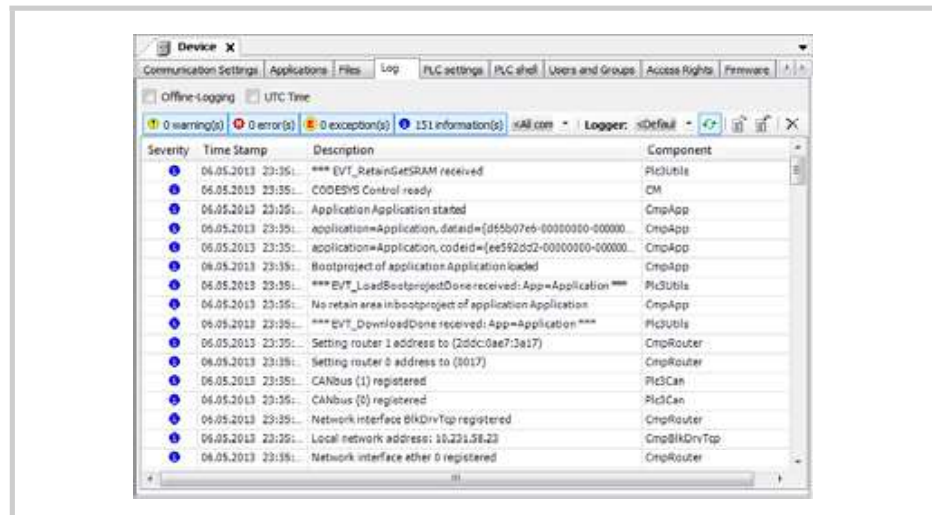 Device X
Communication Settings Applications Files Log PLC settings PLC shell Users and Groups Access Rights Firmware
Offline-Logging UTC Time
0 warning(s) 0 error(s) 0 exception(s) 151 information(s) <All com Logger: <Defaul
Severity Time Stamp Description Component
06.05.2013 23:35:... *** EVT_RetainGetSRAM received Plc3Utils
06.05.2013 23:35:... CODESYS Control ready CM
06.05.2013 23:35:... Application Application started CmpApp
06.05.2013 23:35:... application=Application, dataid={d65b07e6-00000000-000000... CmpApp
06.05.2013 23:35:... application=Application, codeid={ee592dd2-00000000-000000... CmpApp
06.05.2013 23:35:... Bootproject of application Application loaded CmpApp
06.05.2013 23:35:... *** EVT_LoadBootprojectDone received: App=Application *** Plc3Utils
06.05.2013 23:35:... No retain area in bootproject of application Application CmpApp
06.05.2013 23:35:... *** EVT_DownloadDone received: App=Application *** Plc3Utils
06.05.2013 23:35:... Setting router 1 address to (2ddc:0ae7:3a17) CmpRouter
06.05.2013 23:35:... Setting router 0 address to (0017) CmpRouter
06.05.2013 23:35:... CANbus (1) registered Plc3Can
06.05.2013 23:35:... CANbus (0) registered Plc3Can
06.05.2013 23:35:... Network interface BlkDrvTcp registered CmpRouter
06.05.2013 23:35:... Local network address: 10.231.58.23 CmpBlkDrvTcp
06.05.2013 23:35:... Network interface ether 0 registered CmpRouter